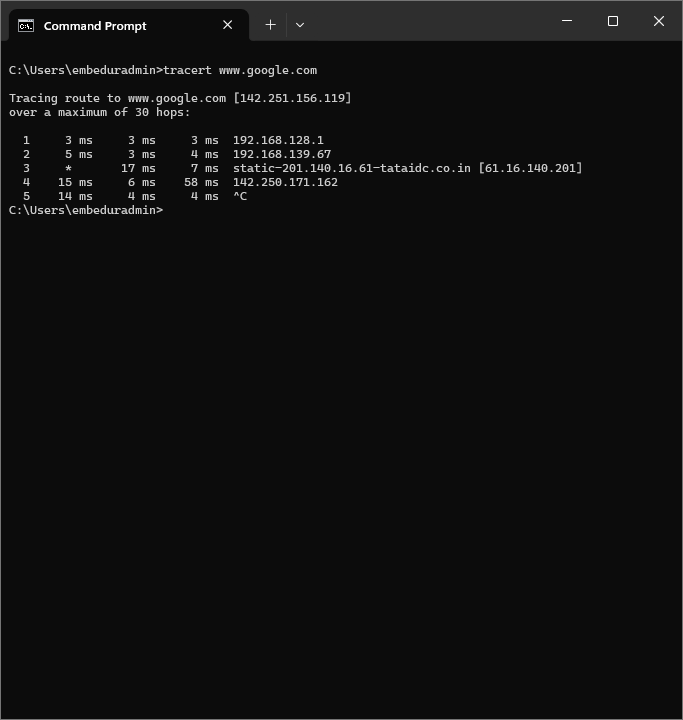 Command Prompt
C:\Users\embeduradmin>tracert www.google.com
Tracing route to www.google.com [142.251.156.119]
over a maximum of 30 hops:
  1     3 ms     3 ms     3 ms  192.168.128.1
  2     5 ms     3 ms     4 ms  192.168.139.67
  3     *       17 ms     7 ms  static-201.140.16.61-tataidc.co.in [61.16.140.201]
  4    15 ms     6 ms    58 ms  142.250.171.162
  5    14 ms     4 ms     4 ms  ^C
C:\Users\embeduradmin>